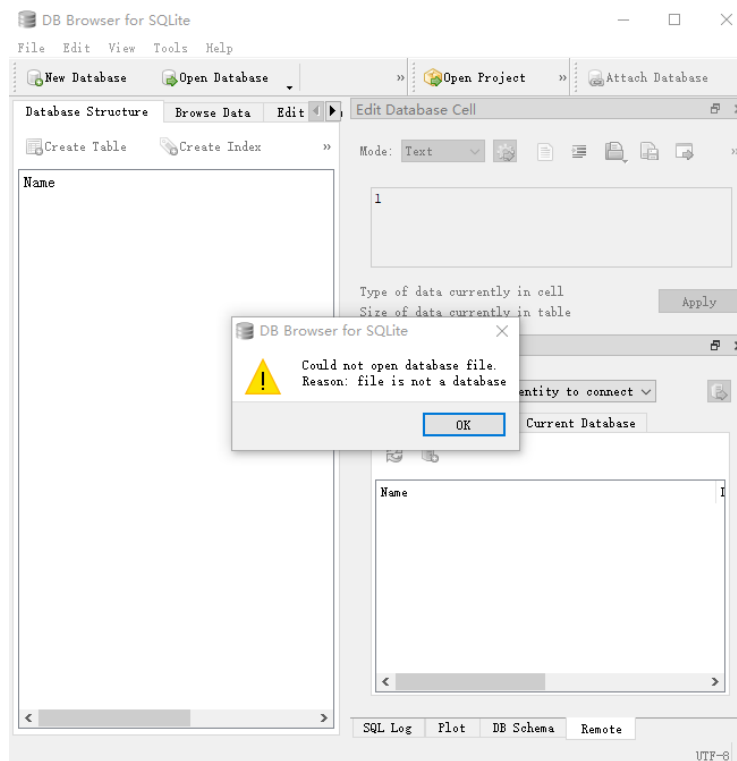 DB Browser for SQLite
File Edit View Tools Help
New Database Open Database » Open Project » Attach Database
Database Structure Browse Data Edit
Edit Database Cell
Create Table Create Index »
Mode: Text
Name
1
Type of data currently in cell
Size of data currently in table
Apply
DB Browser for SQLite
Could not open database file.
Reason: file is not a database
OK
to connect
Current Database
Name
SQL Log Plot DB Schema Remote
UTF-8